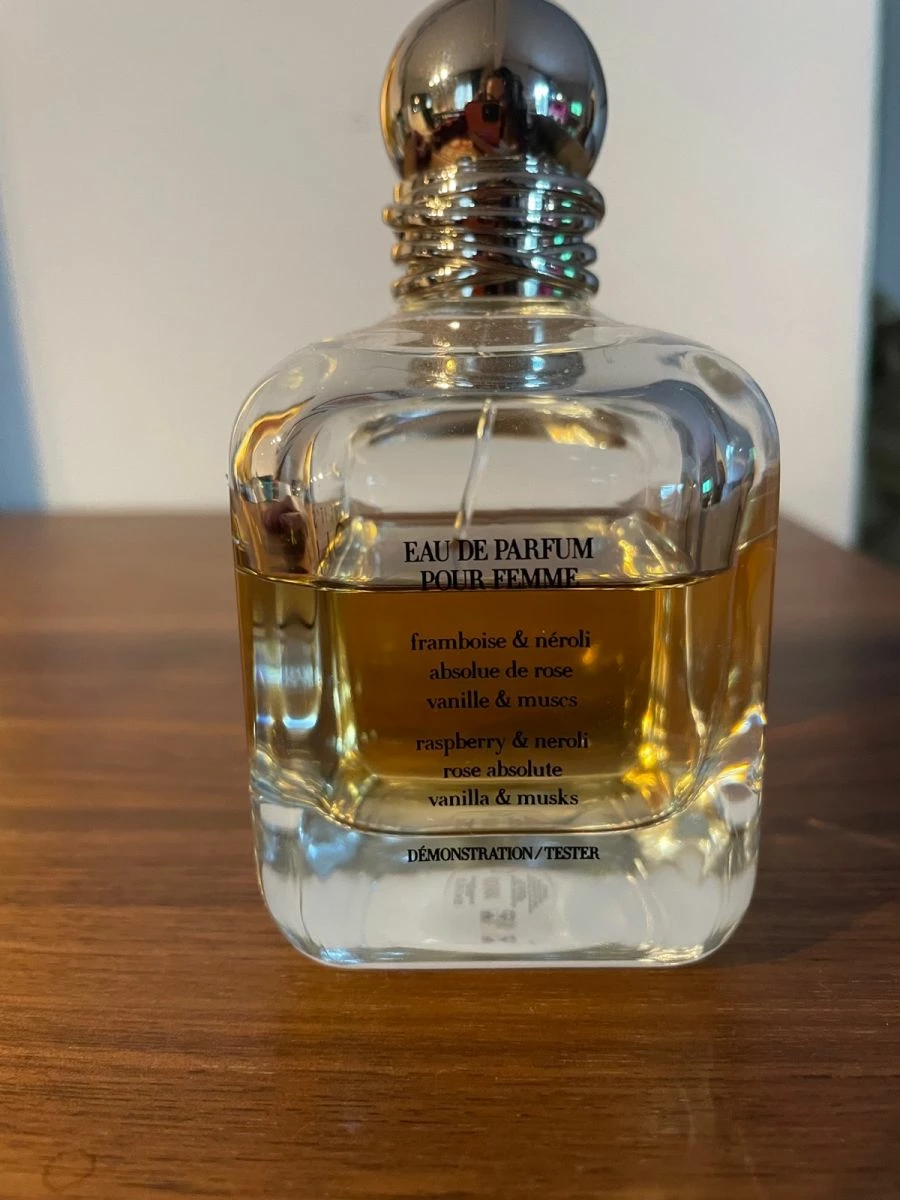 EAU DE PARFUM
POUR FEMME
framboise & néroli
absolue de rose
vanille & muscs
raspberry & neroli
rose absolute
vanilla & musks
DÉMONSTRATION/TESTER